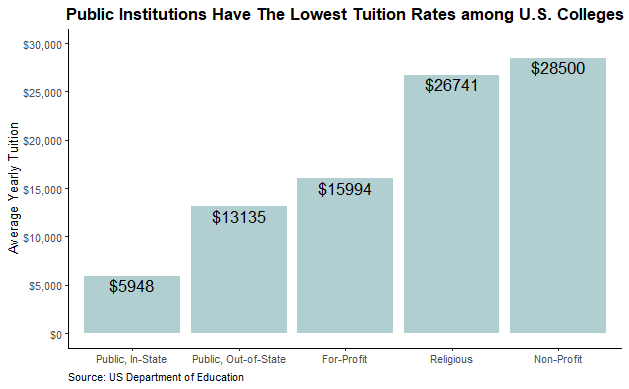 Public Institutions Have The Lowest Tuition Rates among U.S. Colleges
Average Yearly Tuition
$30,000
$25,000
$20,000
$15,000
$10,000
$5,000
$0
$5948
$13135
$15994
$26741
$28500
Public, In-State
Public, Out-of-State
For-Profit
Religious
Non-Profit
Source: US Department of Education